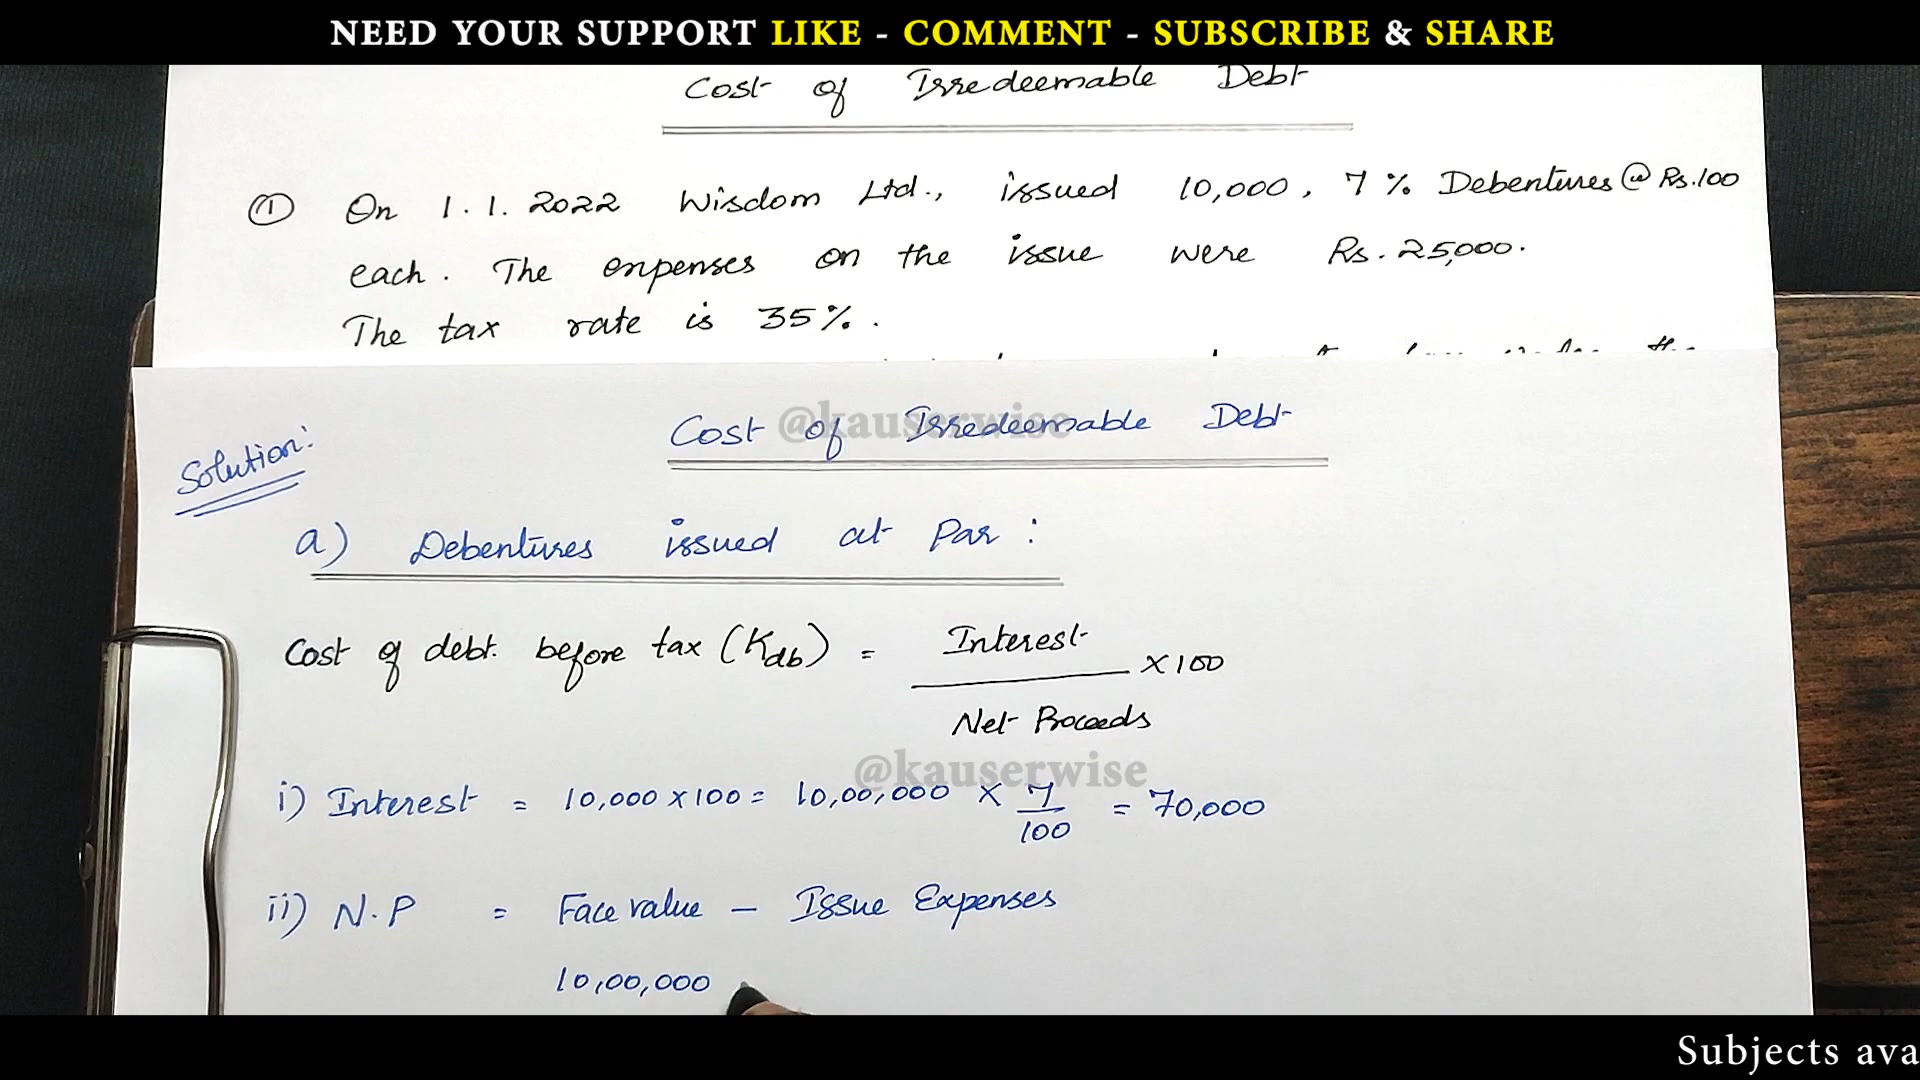 NEED YOUR SUPPORT LIKE - COMMENT - SUBSCRIBE & SHARE
Cost of Irredeemable Debt
① On 1.1.2022 Wisdom Ltd., issued 10,000, 7% Debentures @ Rs.100
each. The expenses on the issue were Rs. 25,000.
The tax rate is 35%.
Solution:
Cost of Irredeemable Debt
@kauserwise
a) Debentures issued at Par:
Cost of debt. before tax (Kdb) = Interest
× 100
Net Proceeds
@kauserwise
i) Interest = 10,000 × 100 = 10,00,000 × 7/100 = 70,000
ii) N.P = Face value – Issue Expenses
10,00,000
Subjects ava